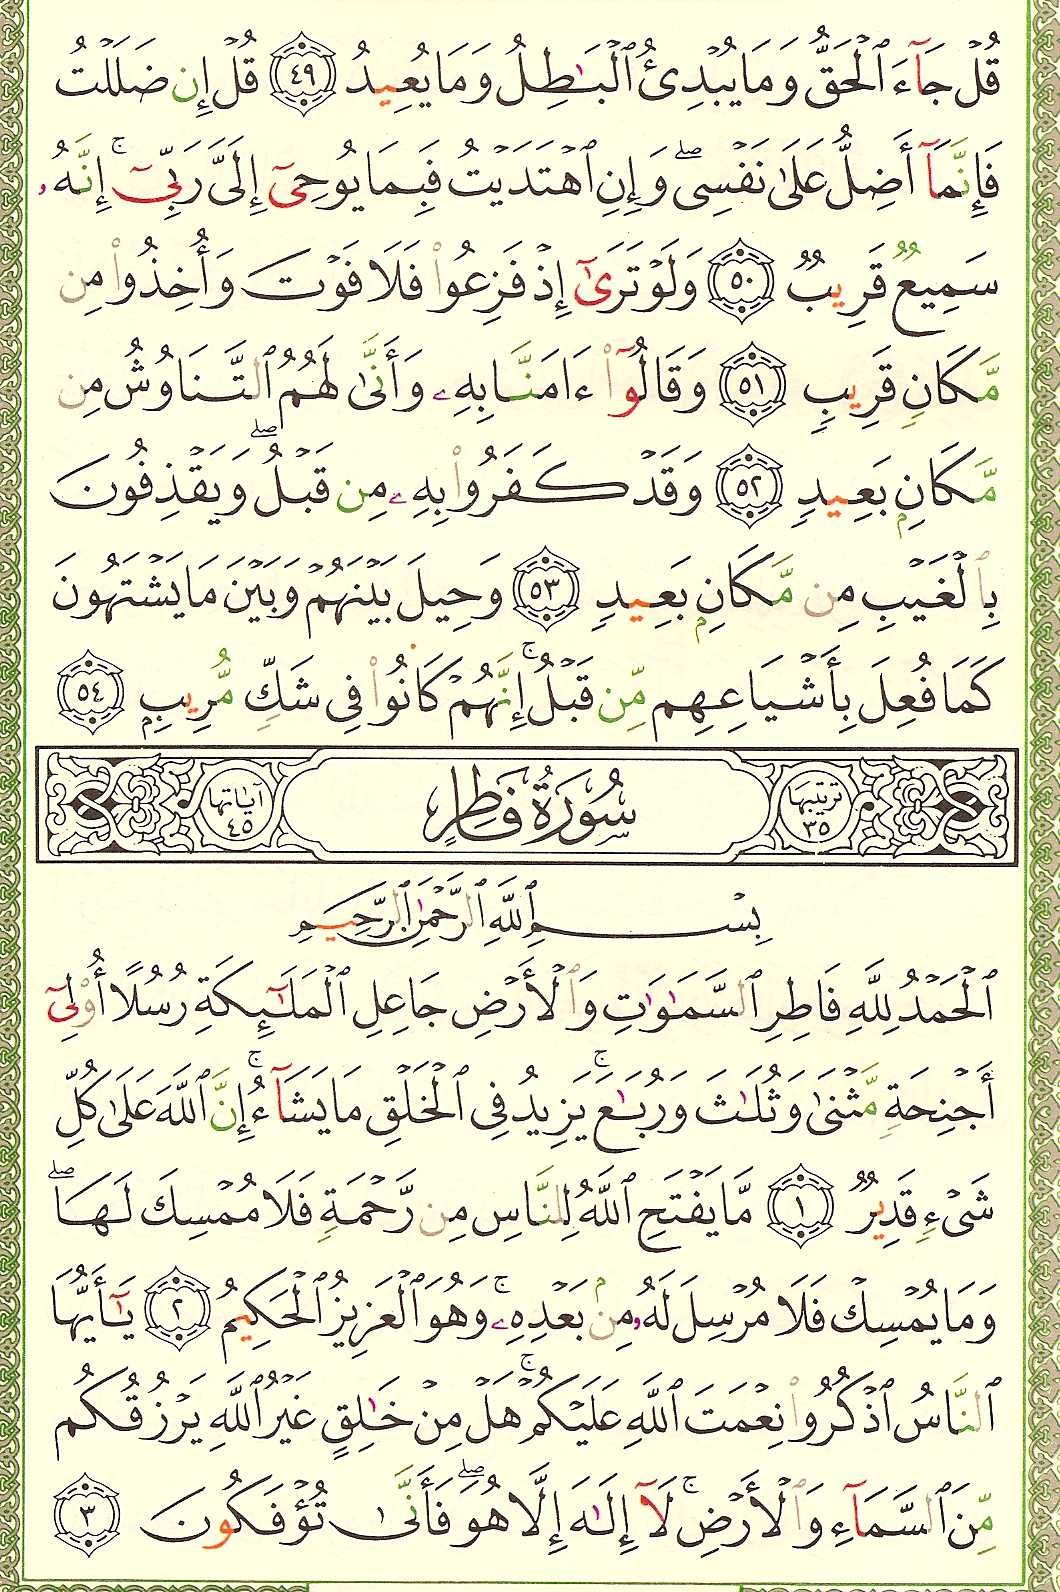 قُلْ جَآءَ ٱلْحَقُّ وَمَا يُبْدِئُ ٱلْبَٰطِلُ وَمَا يُعِيدُ ٤٩ قُلْ إِن ضَلَلْتُ
فَإِنَّمَآ أَضِلُّ عَلَىٰ نَفْسِى ۖ وَإِنِ ٱهْتَدَيْتُ فَبِمَا يُوحِىٓ إِلَىَّ رَبِّىٓ ۚ إِنَّهُۥ
سَمِيعٌ قَرِيبٌ ٥٠ وَلَوْ تَرَىٰٓ إِذْ فَزِعُوا۟ فَلَا فَوْتَ وَأُخِذُوا۟ مِن
مَّكَانٍ قَرِيبٍ ٥١ وَقَالُوٓا۟ ءَامَنَّا بِهِۦ وَأَنَّىٰ لَهُمُ ٱلتَّنَاوُشُ مِن
مَّكَانٍۭ بَعِيدٍ ٥٢ وَقَدْ كَفَرُوا۟ بِهِۦ مِن قَبْلُ ۖ وَيَقْذِفُونَ
بِٱلْغَيْبِ مِن مَّكَانٍۭ بَعِيدٍ ٥٣ وَحِيلَ بَيْنَهُمْ وَبَيْنَ مَا يَشْتَهُونَ
كَمَا فُعِلَ بِأَشْيَاعِهِم مِّن قَبْلُ ۚ إِنَّهُمْ كَانُوا۟ فِى شَكٍّ مُّرِيبٍۭ ٥٤
ترتيبها ٣٥ سُورَةُ فَاطِرٍ آياتها ٤٥
بِسْمِ ٱللَّهِ ٱلرَّحْمَٰنِ ٱلرَّحِيمِ
ٱلْحَمْدُ لِلَّهِ فَاطِرِ ٱلسَّمَٰوَٰتِ وَٱلْأَرْضِ جَاعِلِ ٱلْمَلَٰٓئِكَةِ رُسُلًا أُو۟لِىٓ
أَجْنِحَةٍ مَّثْنَىٰ وَثُلَٰثَ وَرُبَٰعَ ۚ يَزِيدُ فِى ٱلْخَلْقِ مَا يَشَآءُ ۚ إِنَّ ٱللَّهَ عَلَىٰ كُلِّ
شَىْءٍ قَدِيرٌ ١ مَّا يَفْتَحِ ٱللَّهُ لِلنَّاسِ مِن رَّحْمَةٍ فَلَا مُمْسِكَ لَهَا ۖ
وَمَا يُمْسِكْ فَلَا مُرْسِلَ لَهُۥ مِنۢ بَعْدِهِۦ ۚ وَهُوَ ٱلْعَزِيزُ ٱلْحَكِيمُ ٢ يَٰٓأَيُّهَا
ٱلنَّاسُ ٱذْكُرُوا۟ نِعْمَتَ ٱللَّهِ عَلَيْكُمْ ۚ هَلْ مِنْ خَٰلِقٍ غَيْرُ ٱللَّهِ يَرْزُقُكُم
مِّنَ ٱلسَّمَآءِ وَٱلْأَرْضِ ۚ لَآ إِلَٰهَ إِلَّا هُوَ ۖ فَأَنَّىٰ تُؤْفَكُونَ ٣